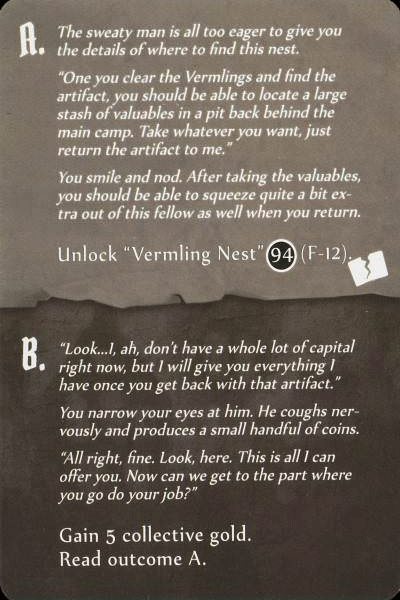 A. The sweaty man is all too eager to give you
the details of where to find this nest.
“One you clear the Vermlings and find the
artifact, you should be able to locate a large
stash of valuables in a pit back behind the
main camp. Take whatever you want, just
return the artifact to me.”
You smile and nod. After taking the valuables,
you should be able to squeeze quite a bit ex-
tra out of this fellow as well when you return.
Unlock “Vermling Nest” 94 (F-12).
B. “Look...I, ah, don’t have a whole lot of capital
right now, but I will give you everything I
have once you get back with that artifact.”
You narrow your eyes at him. He coughs ner-
vously and produces a small handful of coins.
“All right, fine. Look, here. This is all I can
offer you. Now can we get to the part where
you go do your job?”
Gain 5 collective gold.
Read outcome A.